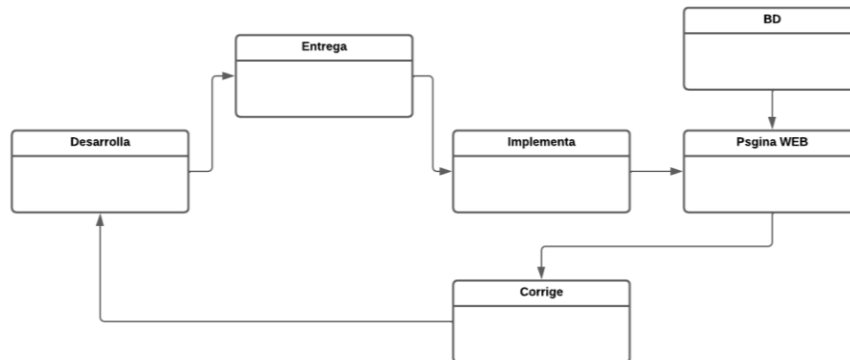 BD
Entrega
Desarrolla
Implementa
Psgina WEB
Corrige